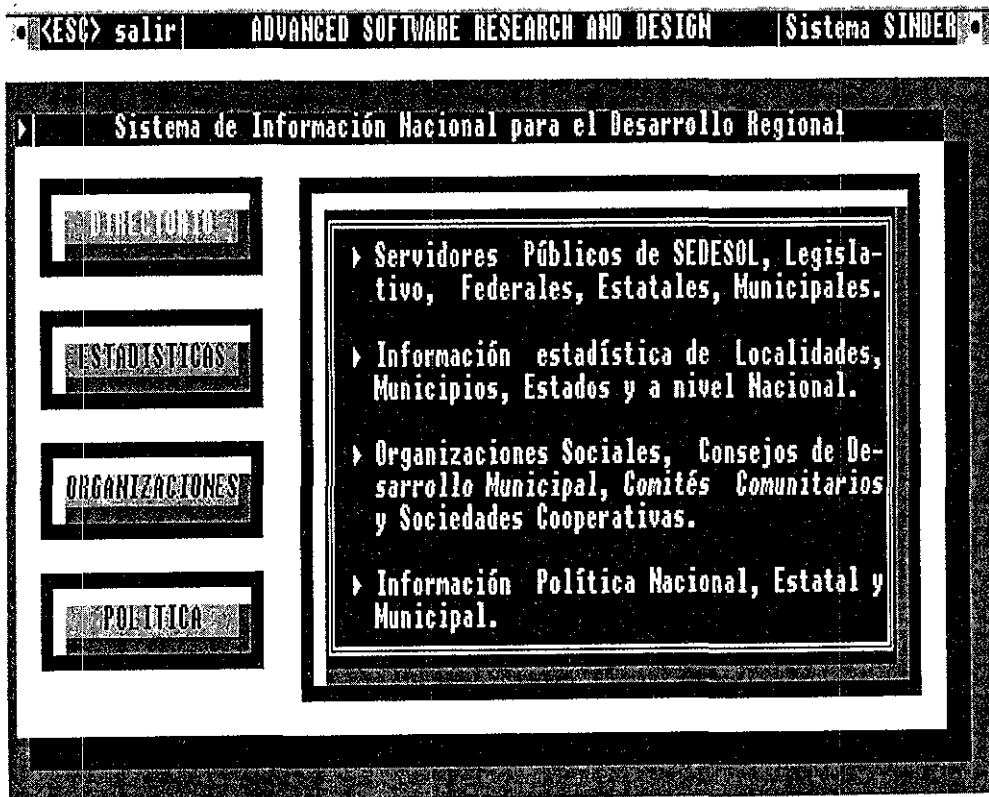 <ESC> salir
ADVANCED SOFTWARE RESEARCH AND DESIGN
Sistema SINDER
Sistema de Información Nacional para el Desarrollo Regional
DIRECTORIO
ESTADISTICAS
ORGANIZACIONES
POLITICA
Servidores Públicos de SEDESOL, Legisla-
tivo, Federales, Estatales, Municipales.
Información estadística de Localidades,
Municipios, Estados y a nivel Nacional.
Organizaciones Sociales, Consejos de De-
sarrollo Municipal, Comités Comunitarios
y Sociedades Cooperativas.
Información Política Nacional, Estatal y
Municipal.